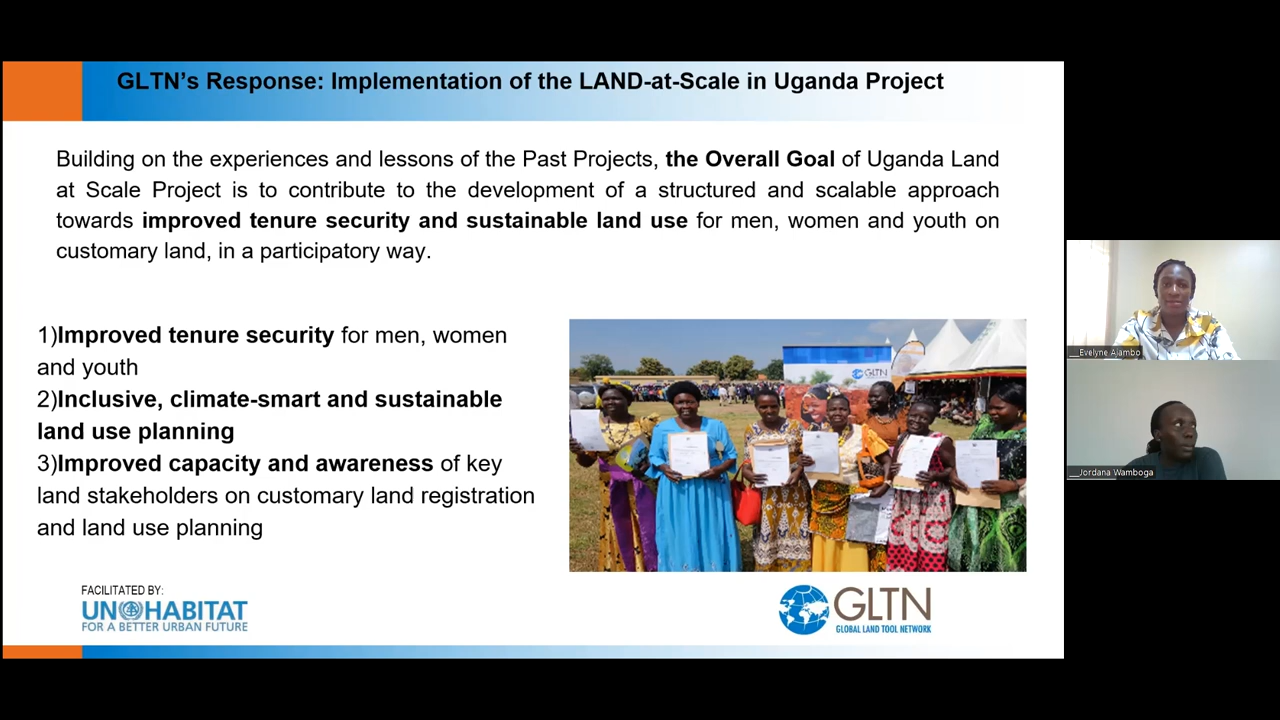 GLTN's Response: Implementation of the LAND-at-Scale in Uganda Project
Building on the experiences and lessons of the Past Projects, the Overall Goal of Uganda Land
at Scale Project is to contribute to the development of a structured and scalable approach
towards improved tenure security and sustainable land use for men, women and youth on
customary land, in a participatory way.
1)Improved tenure security for men, women
and youth
2)Inclusive, climate-smart and sustainable
land use planning
3)Improved capacity and awareness of key
land stakeholders on customary land registration
and land use planning
GLTN
FACILITATED BY:
UN HABITAT
FOR A BETTER URBAN FUTURE
GLTN
GLOBAL LAND TOOL NETWORK
__Evelyne Ajambo
__Jordana Wamboga